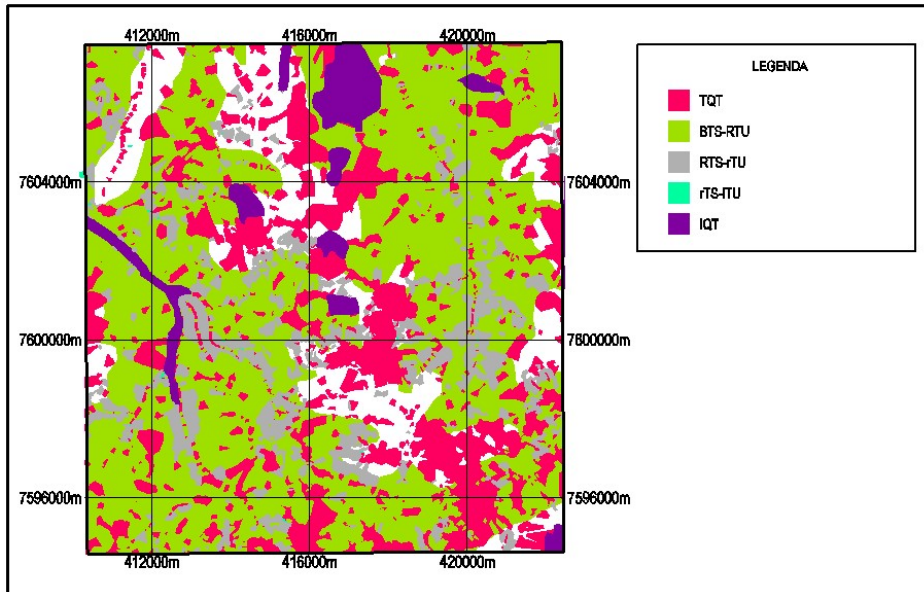 412000m 416000m 420000m
LEGENDA
TQT
BTS-RTU
RTS-rTU
rTS-ITU
IQT
7604000m 7604000m
7600000m 7600000m
7596000m 7596000m
412000m 416000m 420000m